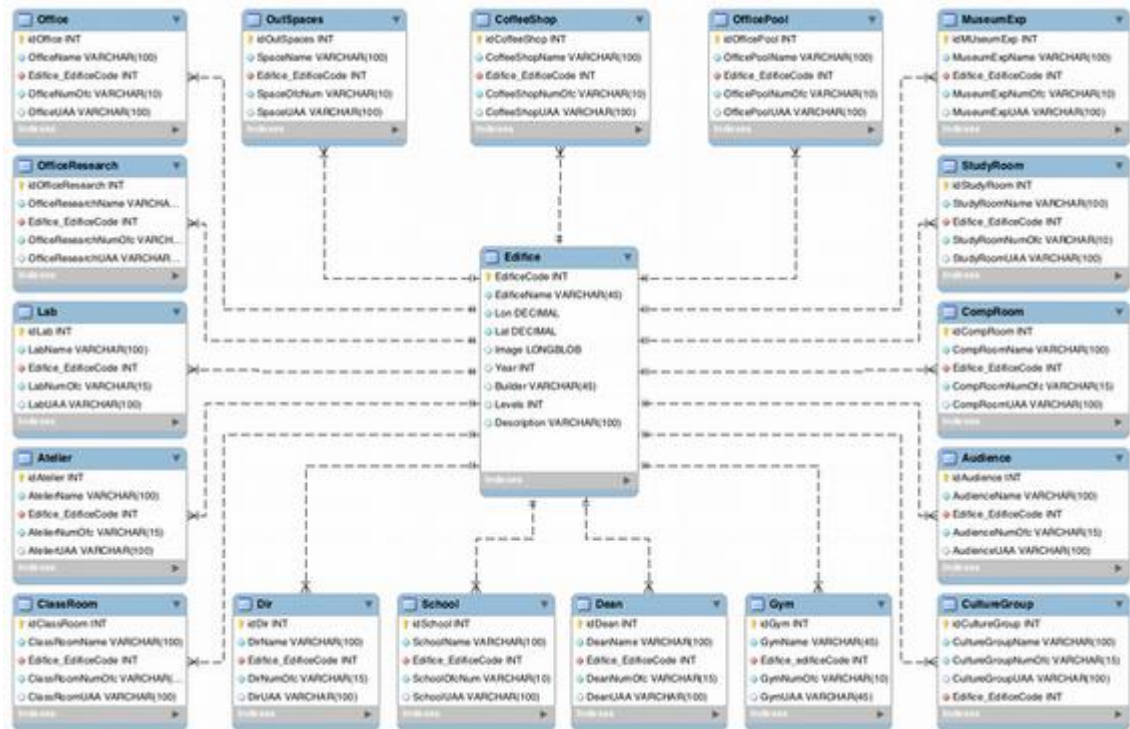 Office
idOffice INT
OfficeName VARCHAR(100)
Edifice_EdificeCode INT
OfficeNumOfc VARCHAR(10)
OfficeUAA VARCHAR(100)
Indexes
OutSpaces
idOutSpaces INT
SpaceName VARCHAR(100)
Edifice_EdificeCode INT
SpaceOfcNum VARCHAR(10)
SpaceUAA VARCHAR(100)
Indexes
CoffeeShop
idCoffeeShop INT
CoffeeShopName VARCHAR(100)
Edifice_EdificeCode INT
CoffeeShopNumOfc VARCHAR(10)
CoffeeShopUAA VARCHAR(100)
Indexes
OfficePool
idOfficePool INT
OfficePoolName VARCHAR(100)
Edifice_EdificeCode INT
OfficePoolNumOfc VARCHAR(10)
OfficePoolUAA VARCHAR(100)
Indexes
MuseumExp
idMUseumExp INT
MuseumExpName VARCHAR(100)
Edifice_EdificeCode INT
MuseumExpNumOfc VARCHAR(10)
MuseumExpUAA VARCHAR(100)
Indexes
OfficeResearch
idOfficeResearch INT
OfficeResearchName VARCHA...
Edifice_EdificeCode INT
OfficeResearchNumOfc VARCH...
OfficeResearchUAA VARCHAR...
Indexes
StudyRoom
idStudyRoom INT
StudyRoomName VARCHAR(100)
Edifice_EdificeCode INT
StudyRoomNumOfc VARCHAR(10)
StudyRoomUAA VARCHAR(100)
Indexes
Edifice
EdificeCode INT
EdificeName VARCHAR(45)
Lon DECIMAL
Lat DECIMAL
Image LONGBLOB
Year INT
Builder VARCHAR(45)
Levels INT
Description VARCHAR(100)
Indexes
Lab
idLab INT
LabName VARCHAR(100)
Edifice_EdificeCode INT
LabNumOfc VARCHAR(15)
LabUAA VARCHAR(100)
Indexes
CompRoom
idCompRoom INT
CompRoomName VARCHAR(100)
Edifice_EdificeCode INT
CompRoomNumOfc VARCHAR(15)
CompRoomUAA VARCHAR(100)
Indexes
Atelier
idAtelier INT
AtelierName VARCHAR(100)
Edifice_EdificeCode INT
AtelierNumOfc VARCHAR(15)
AtelierUAA VARCHAR(100)
Indexes
Audience
idAudience INT
AudienceName VARCHAR(100)
Edifice_EdificeCode INT
AudienceNumOfc VARCHAR(15)
AudienceUAA VARCHAR(100)
Indexes
ClassRoom
idClassRoom INT
ClassRoomName VARCHAR(100)
Edifice_EdificeCode INT
ClassRoomNumOfc VARCHAR(...
ClassRoomUAA VARCHAR(100)
Indexes
Dir
idDir INT
DirName VARCHAR(100)
Edifice_EdificeCode INT
DirNumOfc VARCHAR(15)
DirUAA VARCHAR(100)
Indexes
School
idSchool INT
SchoolName VARCHAR(100)
Edifice_EdificeCode INT
SchoolOfcNum VARCHAR(10)
SchoolUAA VARCHAR(100)
Indexes
Dean
idDean INT
DeanName VARCHAR(100)
Edifice_EdificeCode INT
DeanNumOfc VARCHAR(15)
DeanUAA VARCHAR(100)
Indexes
Gym
idGym INT
GymName VARCHAR(45)
Edifice_edificeCode INT
GymNumOfc VARCHAR(10)
GymUAA VARCHAR(45)
Indexes
CultureGroup
idCultureGroup INT
CultureGroupName VARCHAR(100)
CultureGroupNumOfc VARCHAR(15)
CultureGroupUAA VARCHAR(100)
Edifice_EdificeCode INT
Indexes